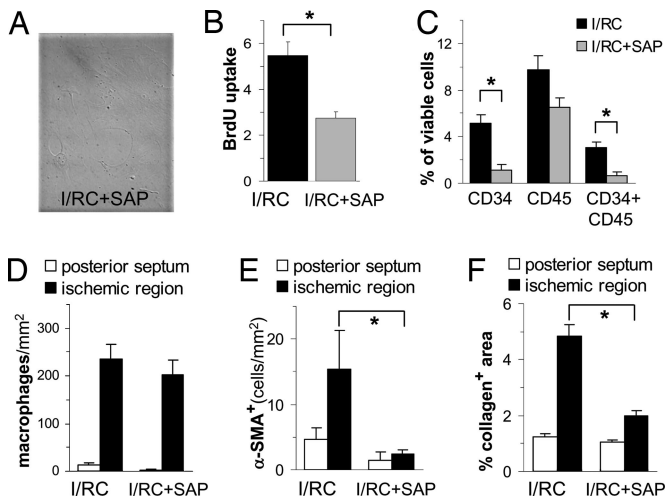 A
I/RC+SAP
B
BrdU uptake
6
4
2
0
*
I/RC
I/RC+SAP
C
I/RC
I/RC+SAP
% of viable cells
12
8
4
0
*
*
CD34
CD45
CD34+
CD45
D
posterior septum
ischemic region
macrophages/mm2
300
200
100
0
I/RC
I/RC+SAP
E
posterior septum
ischemic region
α-SMA+(cells/mm2)
20
10
0
*
I/RC
I/RC+SAP
F
posterior septum
ischemic region
% collagen+ area
6
4
2
0
*
I/RC
I/RC+SAP